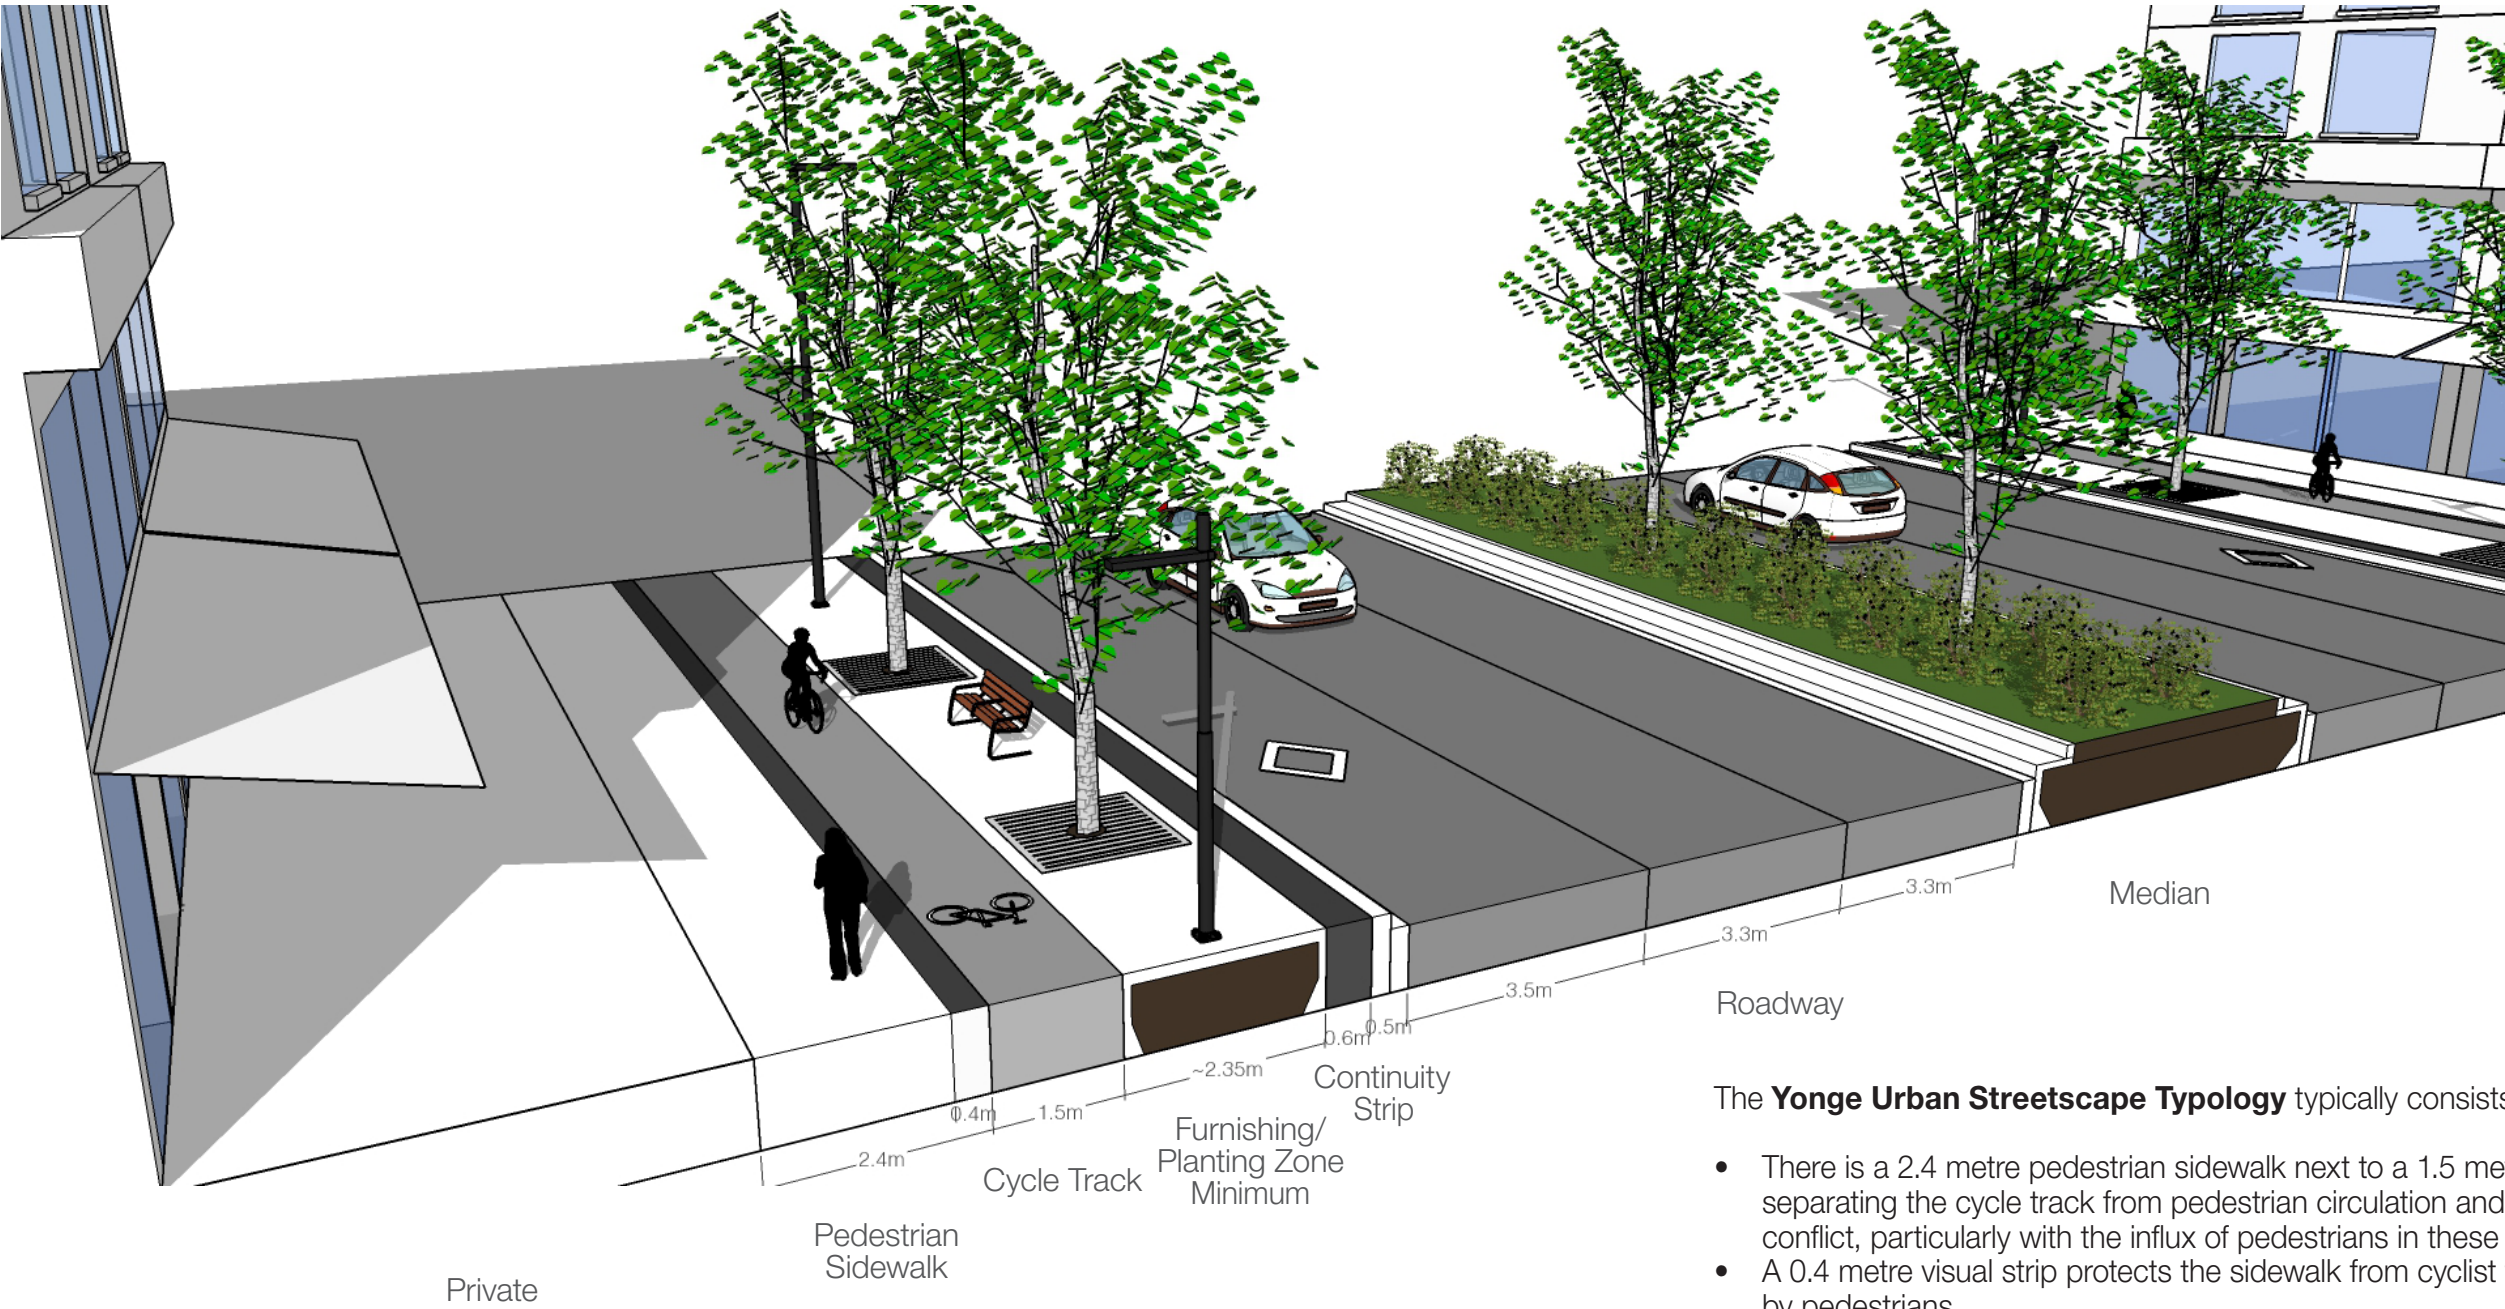 3.3m
Median
3.3m
3.5m
Roadway
0.5m
0.6m
~2.35m
Continuity
Strip
0.4m
1.5m
Furnishing/
Planting Zone
Minimum
2.4m
Cycle Track
Pedestrian
Sidewalk
Private
The Yonge Urban Streetscape Typology typically consists
• There is a 2.4 metre pedestrian sidewalk next to a 1.5 me
separating the cycle track from pedestrian circulation and
conflict, particularly with the influx of pedestrians in these
• A 0.4 metre visual strip protects the sidewalk from cyclist
by pedestrians